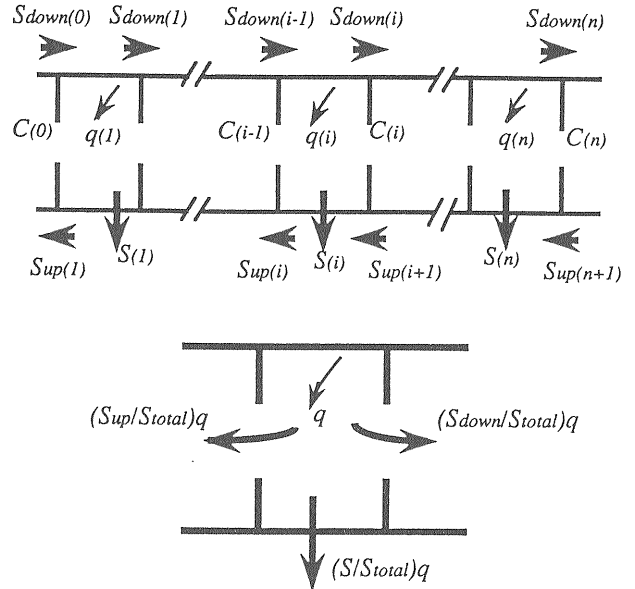 Sdown(0) Sdown(1) Sdown(i-1) Sdown(i) Sdown(n)
C(0) q(1) C(i-1) q(i) C(i) q(n) C(n)
Sup(1) S(1) Sup(i) S(i) Sup(i+1) S(n) Sup(n+1)
(Sup/Stotal)q q (Sdown/Stotal)q
(S/Stotal)q